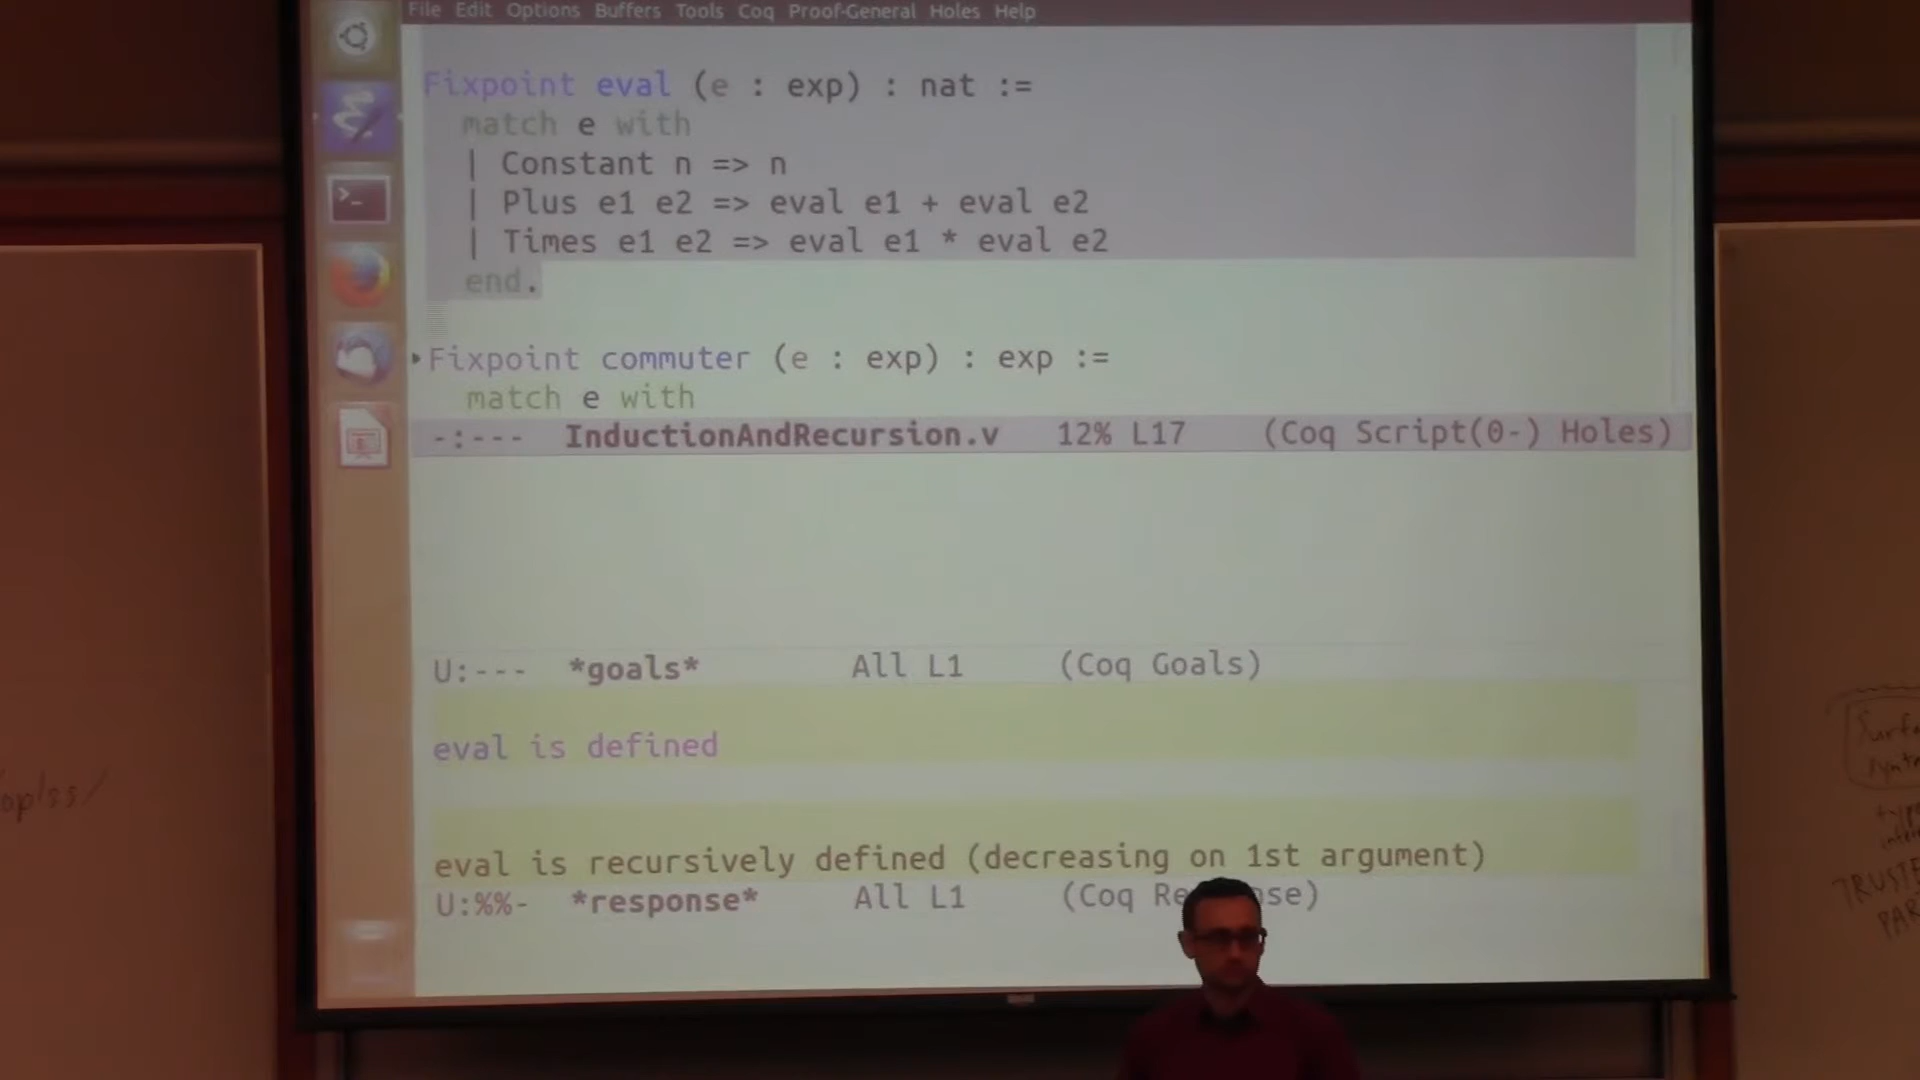 File Edit Options Buffers Tools Coq Proof-General Holes Help
Fixpoint eval (e : exp) : nat :=
match e with
| Constant n => n
| Plus e1 e2 => eval e1 + eval e2
| Times e1 e2 => eval e1 * eval e2
end.
Fixpoint commuter (e : exp) : exp :=
match e with
-:--- InductionAndRecursion.v 12% L17 (Coq Script(0-) Holes)
U:--- *goals* All L1 (Coq Goals)
eval is defined
eval is recursively defined (decreasing on 1st argument)
U:%%- *response* All L1 (Coq
oplss/